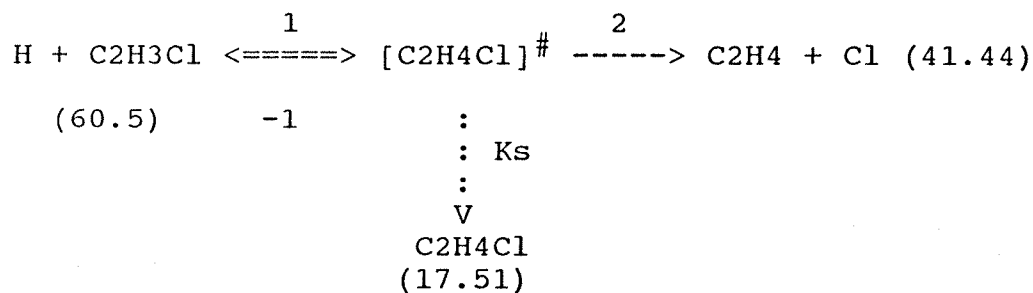 1 2
H + C2H3Cl <=====> [C2H4Cl]# -----> C2H4 + Cl (41.44)
(60.5) -1 :
: Ks
:
V
C2H4Cl
(17.51)